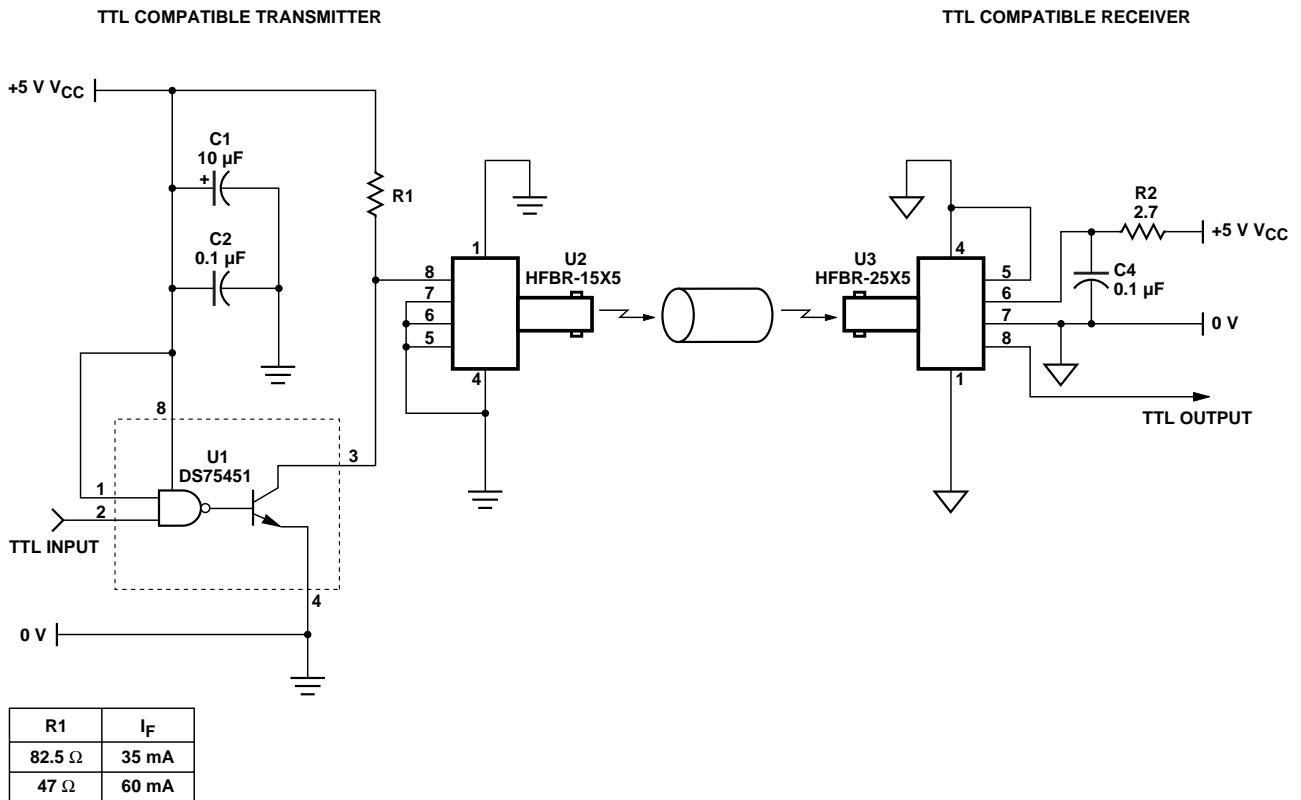 TTL COMPATIBLE TRANSMITTER
TTL COMPATIBLE RECEIVER
+5 V VCC
C1
10 µF
+
R1
C2
0.1 µF
1
8
7
6
5
4
U2
HFBR-15X5
U3
HFBR-25X5
4
5
6
7
8
1
R2
2.7
+5 V VCC
C4
0.1 µF
0 V
TTL OUTPUT
8
U1
DS75451
3
1
2
TTL INPUT
4
0 V
R1 IF
82.5 Ω 35 mA
47 Ω 60 mA